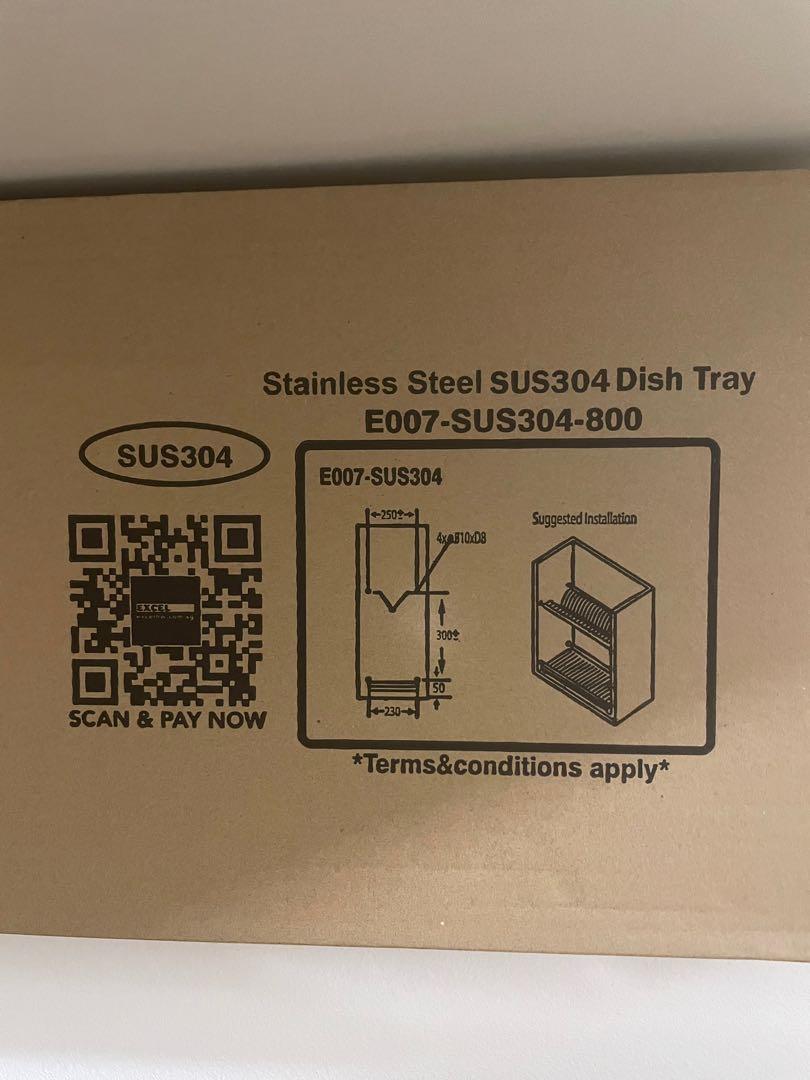 Stainless Steel SUS304 Dish Tray
E007-SUS304-800
SUS304
EXCEL
SCAN & PAY NOW
E007-SUS304
250±
Suggested Installation
300±
50
230
*Terms&conditions apply*